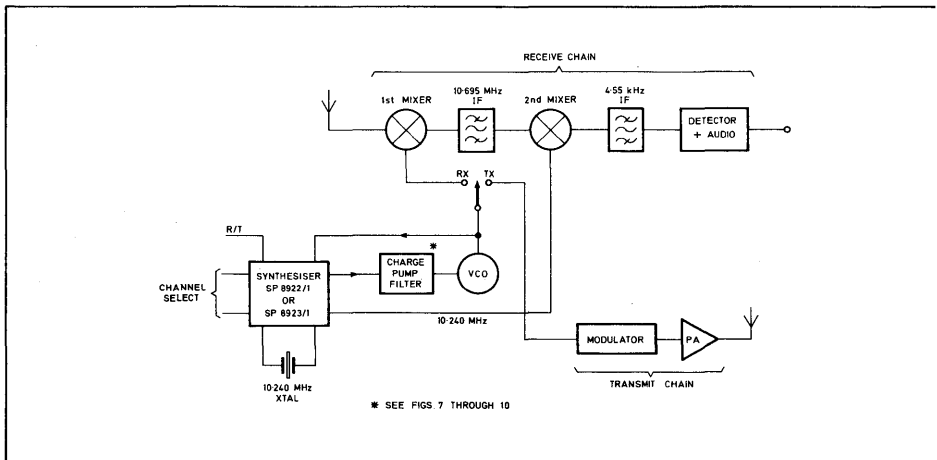 RECEIVE CHAIN
1st MIXER
10·695 MHz
IF
2nd MIXER
4·55 kHz
IF
DETECTOR
+ AUDIO
RX
TX
R/T
CHANNEL
SELECT
SYNTHESISER
SP 8922/1
OR
SP 8923/1
*
CHARGE
PUMP
FILTER
VCO
10·240 MHz
10·240 MHz
XTAL
MODULATOR
PA
TRANSMIT CHAIN
* SEE FIGS. 7 THROUGH 10